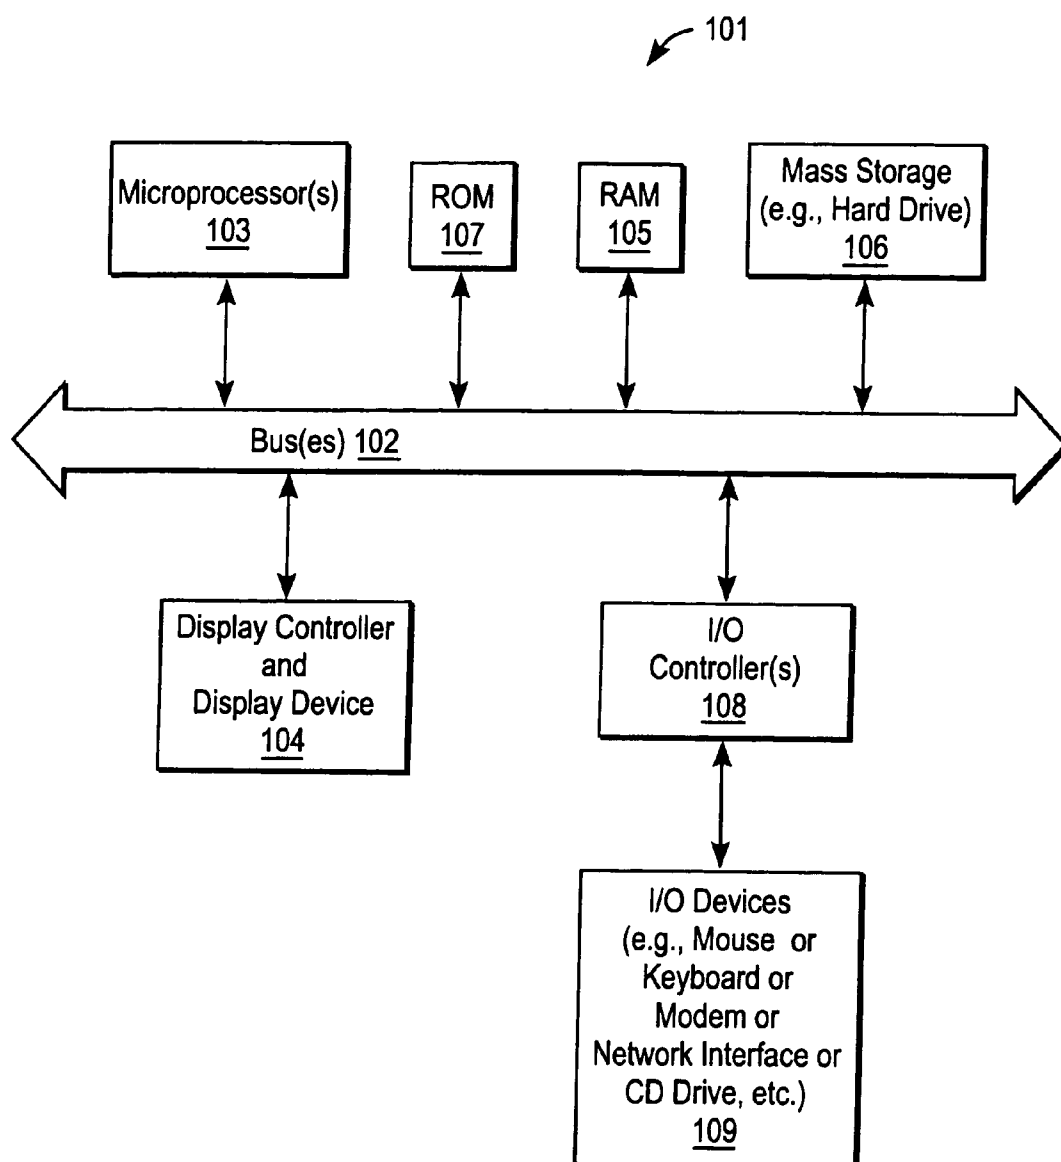 101
Microprocessor(s)
103
ROM
107
RAM
105
Mass Storage
(e.g., Hard Drive)
106
Bus(es) 102
Display Controller
and
Display Device
104
I/O
Controller(s)
108
I/O Devices
(e.g., Mouse or
Keyboard or
Modem or
Network Interface or
CD Drive, etc.)
109